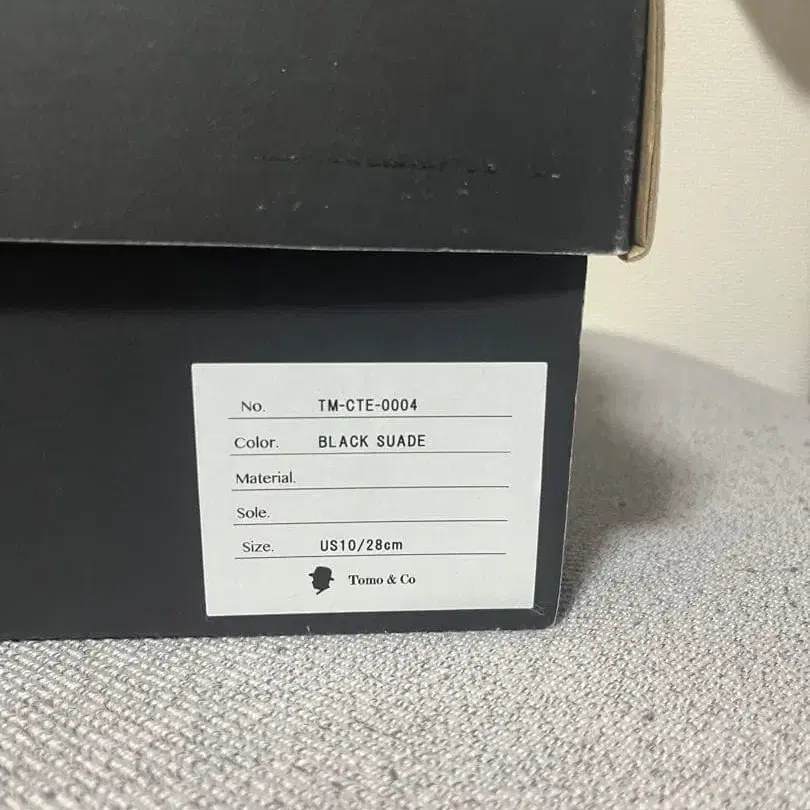 No. TM-CTE-0004
Color. BLACK SUADE
Material.
Sole.
Size. US10/28cm
Tomo & Co